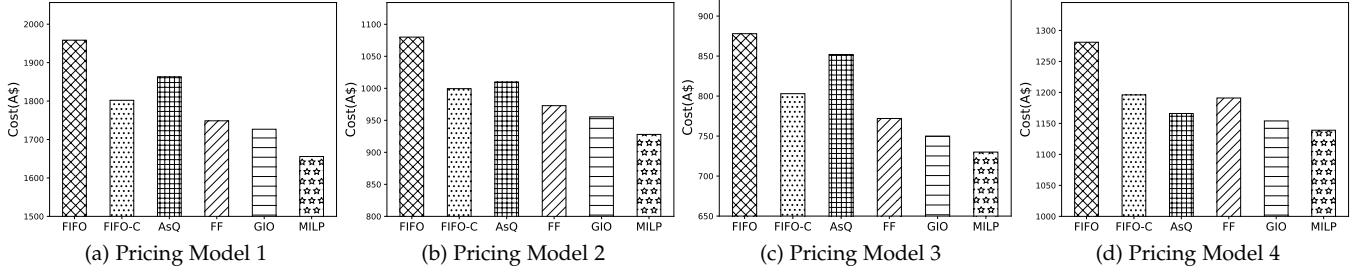 Cost(A$)
2000
1900
1800
1700
1600
1500
FIFO FIFO-C AsQ FF GIO MILP
(a) Pricing Model 1
Cost(A$)
1100
1050
1000
950
900
850
800
FIFO FIFO-C AsQ FF GIO MILP
(b) Pricing Model 2
Cost(A$)
900
850
800
750
700
650
FIFO FIFO-C AsQ FF GIO MILP
(c) Pricing Model 3
Cost(A$)
1300
1250
1200
1150
1100
1050
1000
FIFO FIFO-C AsQ FF GIO MILP
(d) Pricing Model 4